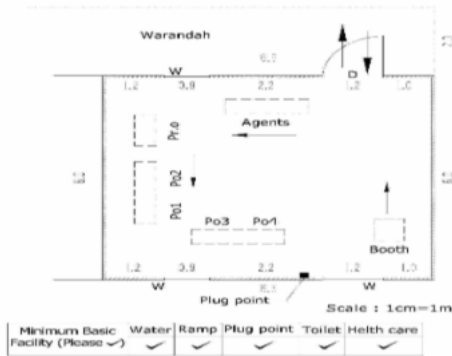 Warandah
W
D
1.2 0.9 2.2 1.2 1.0
Agents
Pr.o
Po2
Po1
Po3 Po4
Booth
1.2 0.9 2.2 1.2 1.0
W W
Plug point
Scale : 1cm=1m
Minimum Basic Facility (Please ✓) Water Ramp Plug point Toilet Helth care
✓ ✓ ✓ ✓ ✓